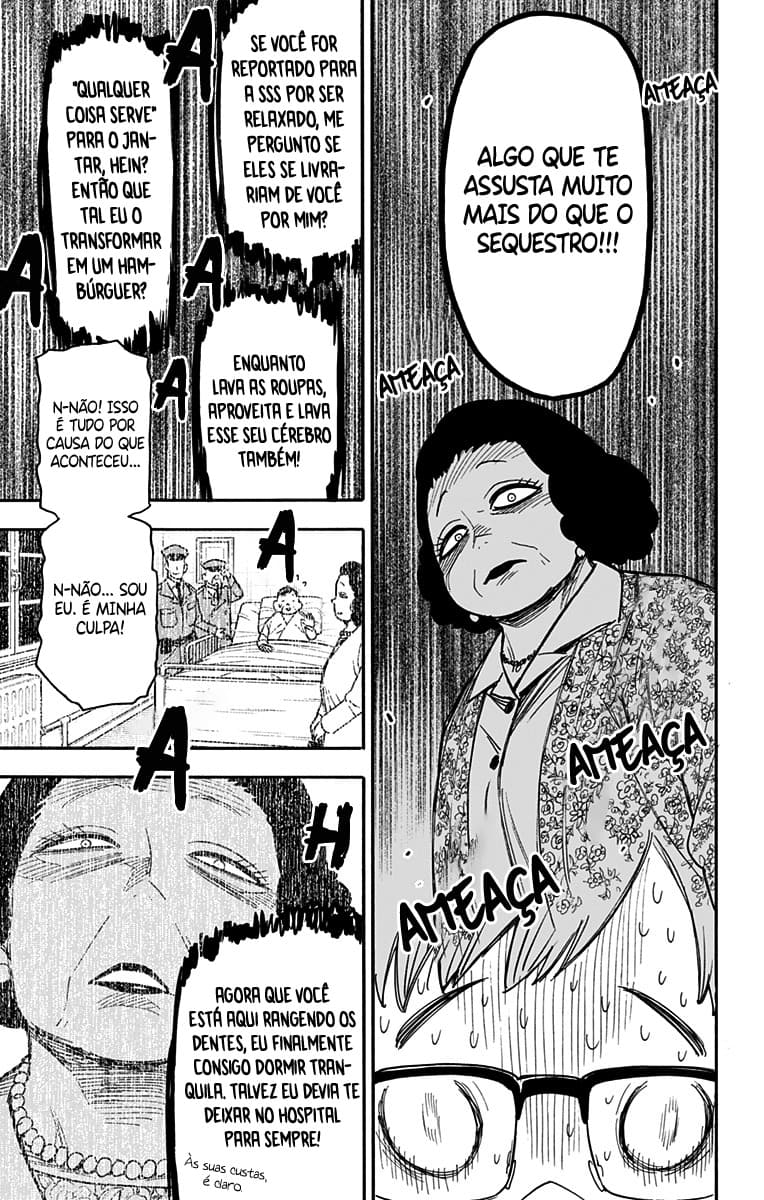 AMEAÇA
ALGO QUE TE
ASSUSTA MUITO
MAIS DO QUE O
SEQUESTRO!!!
AMEAÇA
AMEAÇA
AMEAÇA
SE VOCÊ FOR
REPORTADO PARA
A SSS POR SER
RELAXADO, ME
PERGUNTO SE
ELES SE LIVRA-
RIAM DE VOCÊ
POR MIM?
A
"QUALQUER
COISA SERVE"
PARA O JAN-
TAR, HEIN?
ENTÃO QUE
TAL EU O
TRANSFORMAR
EM UM HAM-
BÚRGUER?
A
A
ENQUANTO
LAVA AS ROUPAS,
APROVEITA E LAVA
ESSE SEU CÉREBRO
TAMBÉM!
A
N-NÃO! ISSO
É TUDO POR
CAUSA DO QUE
ACONTECEU...
A
N-NÃO... SOU
EU. É MINHA
CULPA!
A
H
AGORA QUE VOCÊ
ESTÁ AQUI RANGENDO OS
DENTES, EU FINALMENTE
CONSIGO DORMIR TRAN-
QUILA. TALVEZ EU DEVIA TE
DEIXAR NO HOSPITAL
PARA SEMPRE!
Às suas custas,
é claro.